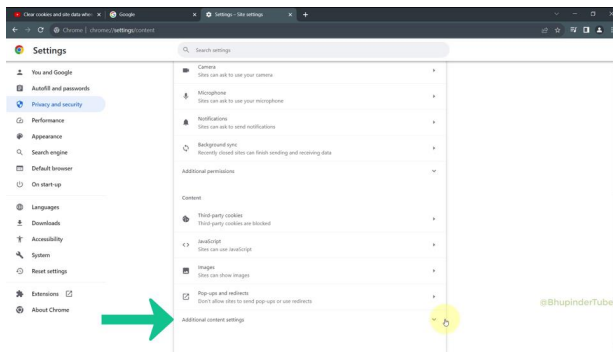 Clear cookies and site data when
Google
Settings – Site settings
Chrome | chrome://settings/content
Settings
Search settings
You and Google
Autofill and passwords
Privacy and security
Performance
Appearance
Search engine
Default browser
On start-up
Languages
Downloads
Accessibility
System
Reset settings
Extensions
About Chrome
Camera
Sites can ask to use your camera
Microphone
Sites can ask to use your microphone
Notifications
Sites can ask to send notifications
Background sync
Recently closed sites can finish sending and receiving data
Additional permissions
Content
Third-party cookies
Third-party cookies are blocked
JavaScript
Sites can use JavaScript
Images
Sites can show images
Pop-ups and redirects
Don't allow sites to send pop-ups or use redirects
Additional content settings
@BhupinderTube